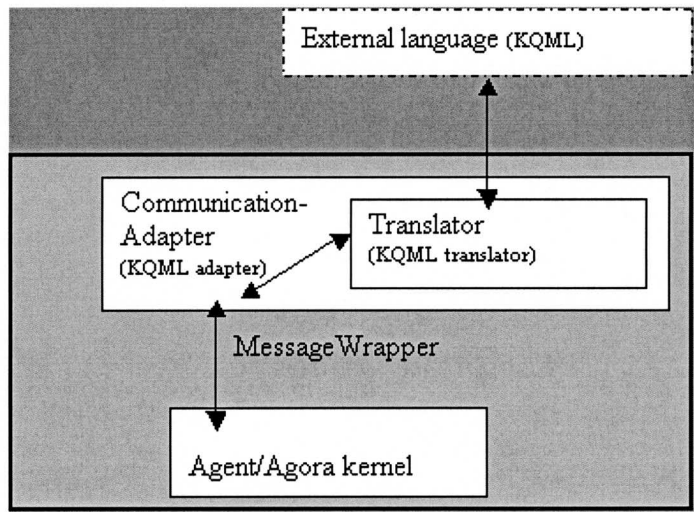 External language (KQML)
Communication-
Adapter
(KQML adapter)
Translator
(KQML translator)
MessageWrapper
Agent/Agora kernel